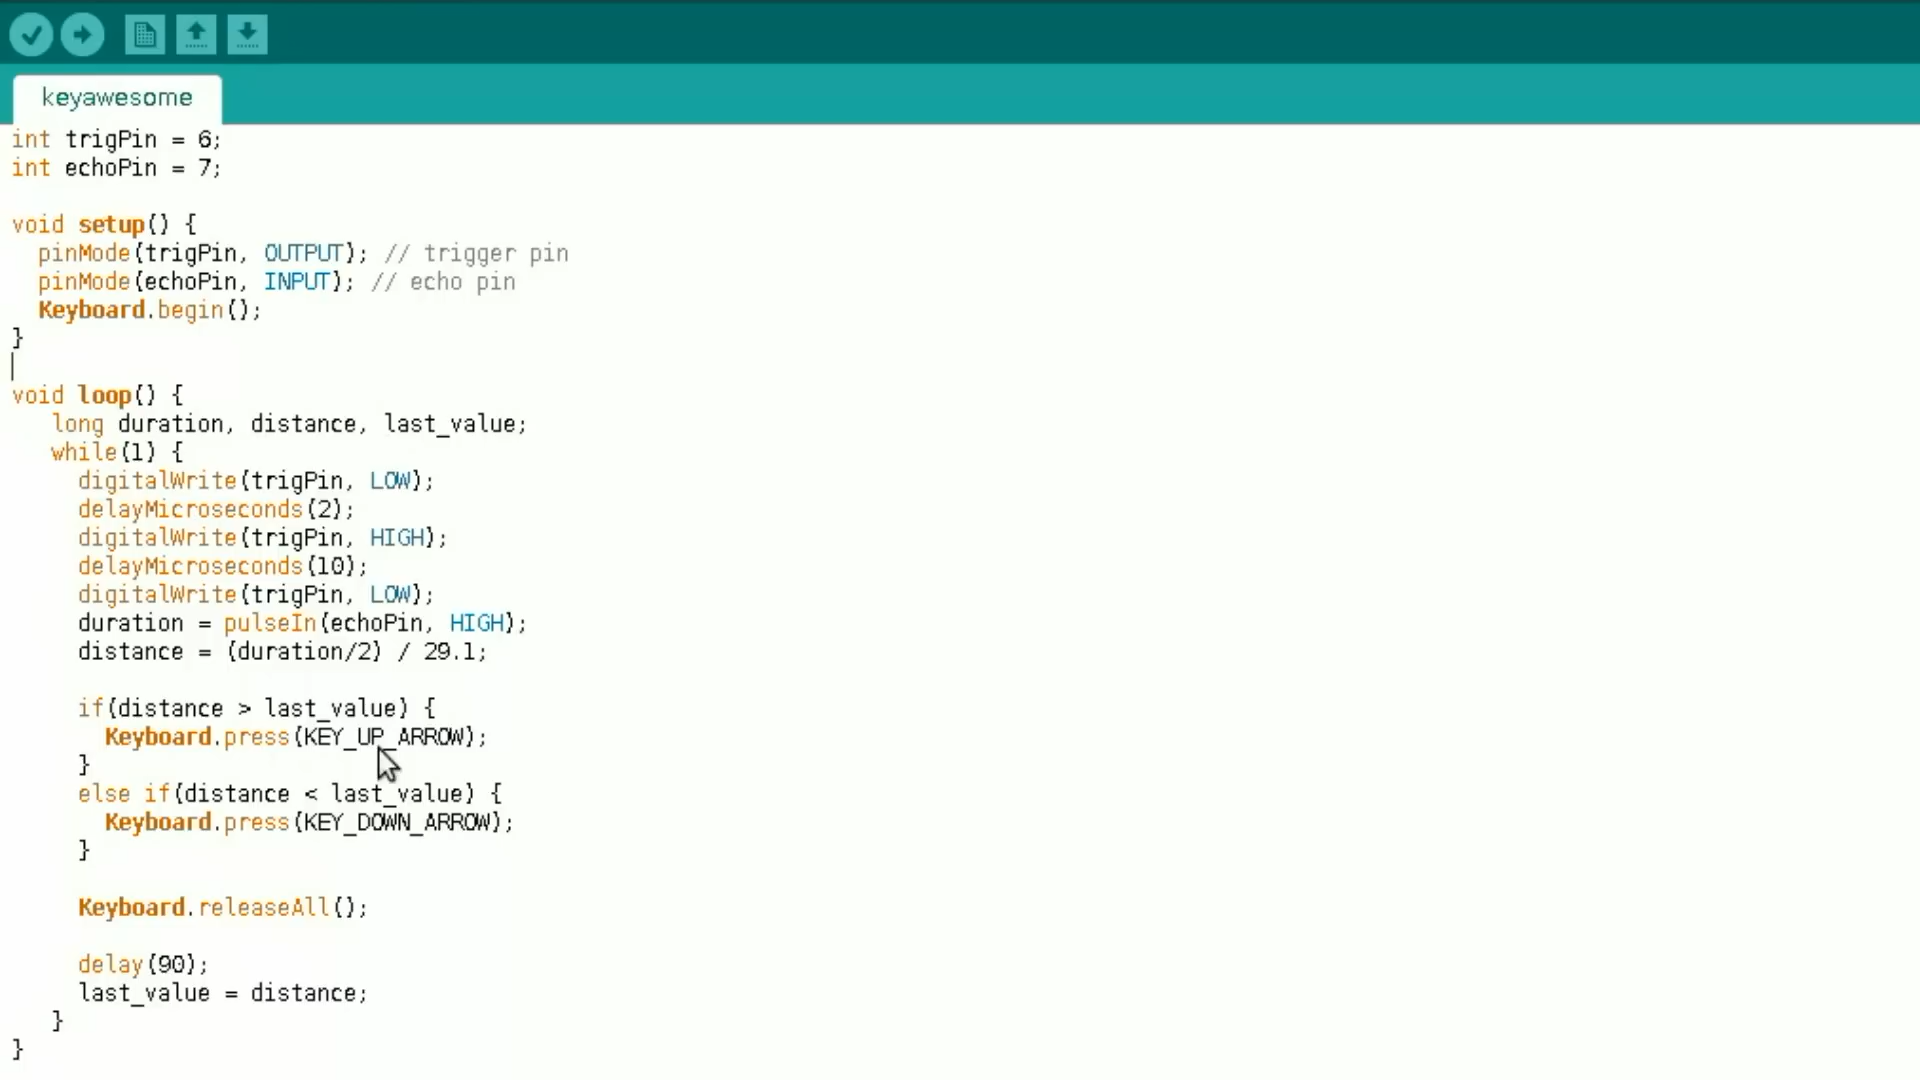 keyawesome
int trigPin = 6;
int echoPin = 7;
void setup() {
pinMode(trigPin, OUTPUT); // trigger pin
pinMode(echoPin, INPUT); // echo pin
Keyboard.begin();
}
void loop() {
long duration, distance, last_value;
while(1) {
digitalWrite(trigPin, LOW);
delayMicroseconds(2);
digitalWrite(trigPin, HIGH);
delayMicroseconds(10);
digitalWrite(trigPin, LOW);
duration = pulseIn(echoPin, HIGH);
distance = (duration/2) / 29.1;
if(distance > last_value) {
Keyboard.press(KEY_UP_ARROW);
}
else if(distance < last_value) {
Keyboard.press(KEY_DOWN_ARROW);
}
Keyboard.releaseAll();
delay(90);
last_value = distance;
}
}